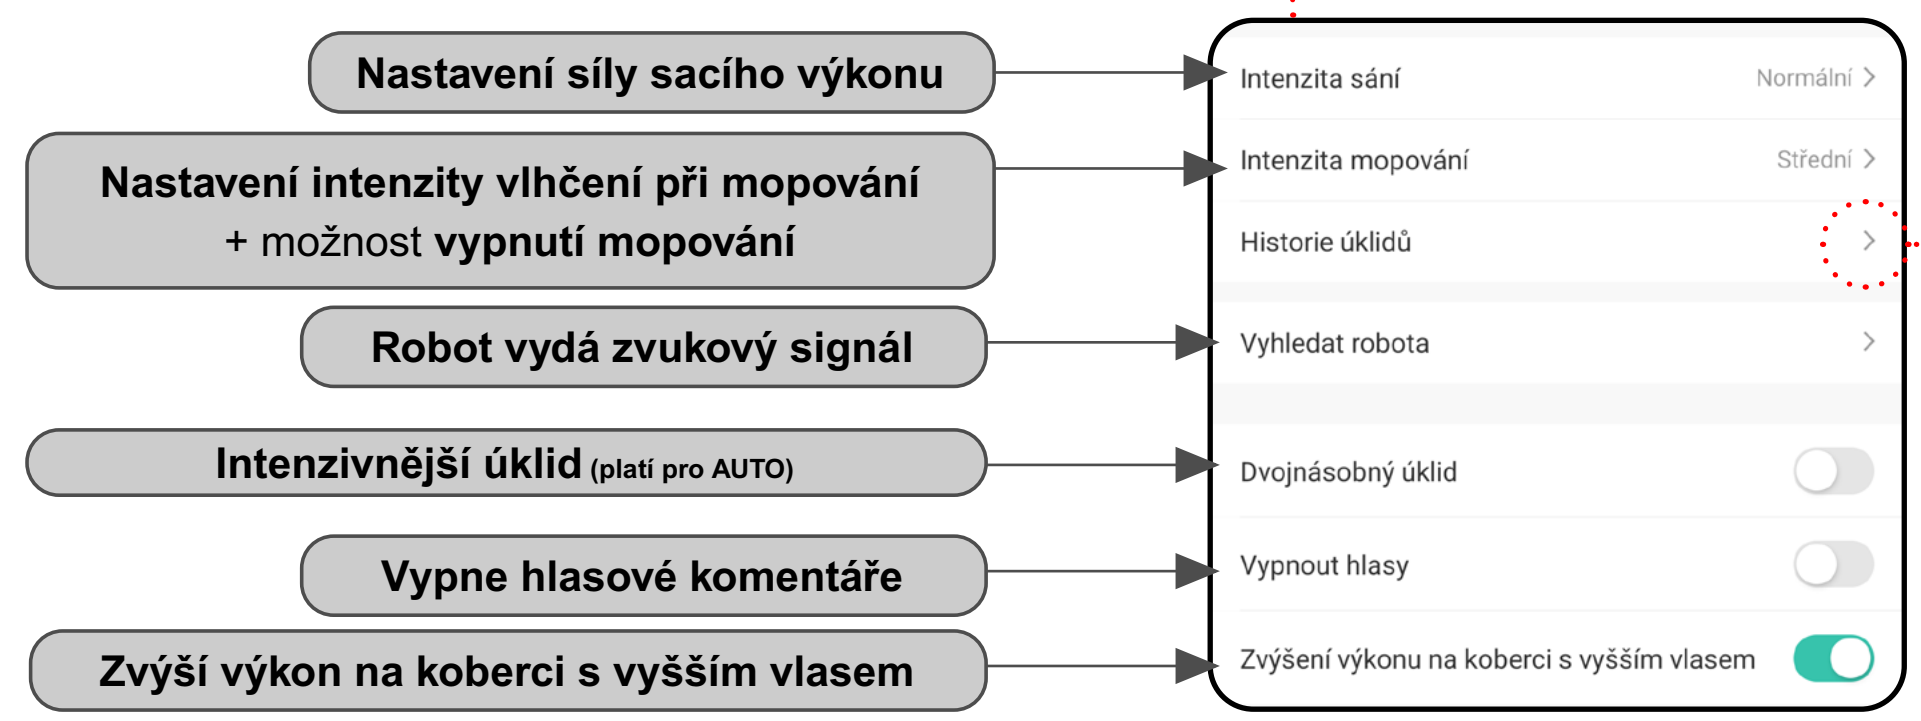 Nastavení síly sacího výkonu
Intenzita sání
Normální
Nastavení intenzity vlhčení při mopování
+ možnost vypnutí mopování
Intenzita mopování
Střední
Historie úklidů
Robot vydá zvukový signál
Vyhledat robota
Intenzivnější úklid (platí pro AUTO)
Dvojnásobný úklid
Vypne hlasové komentáře
Vypnout hlasy
Zvýší výkon na koberci s vyšším vlasem
Zvýšení výkonu na koberci s vyšším vlasem